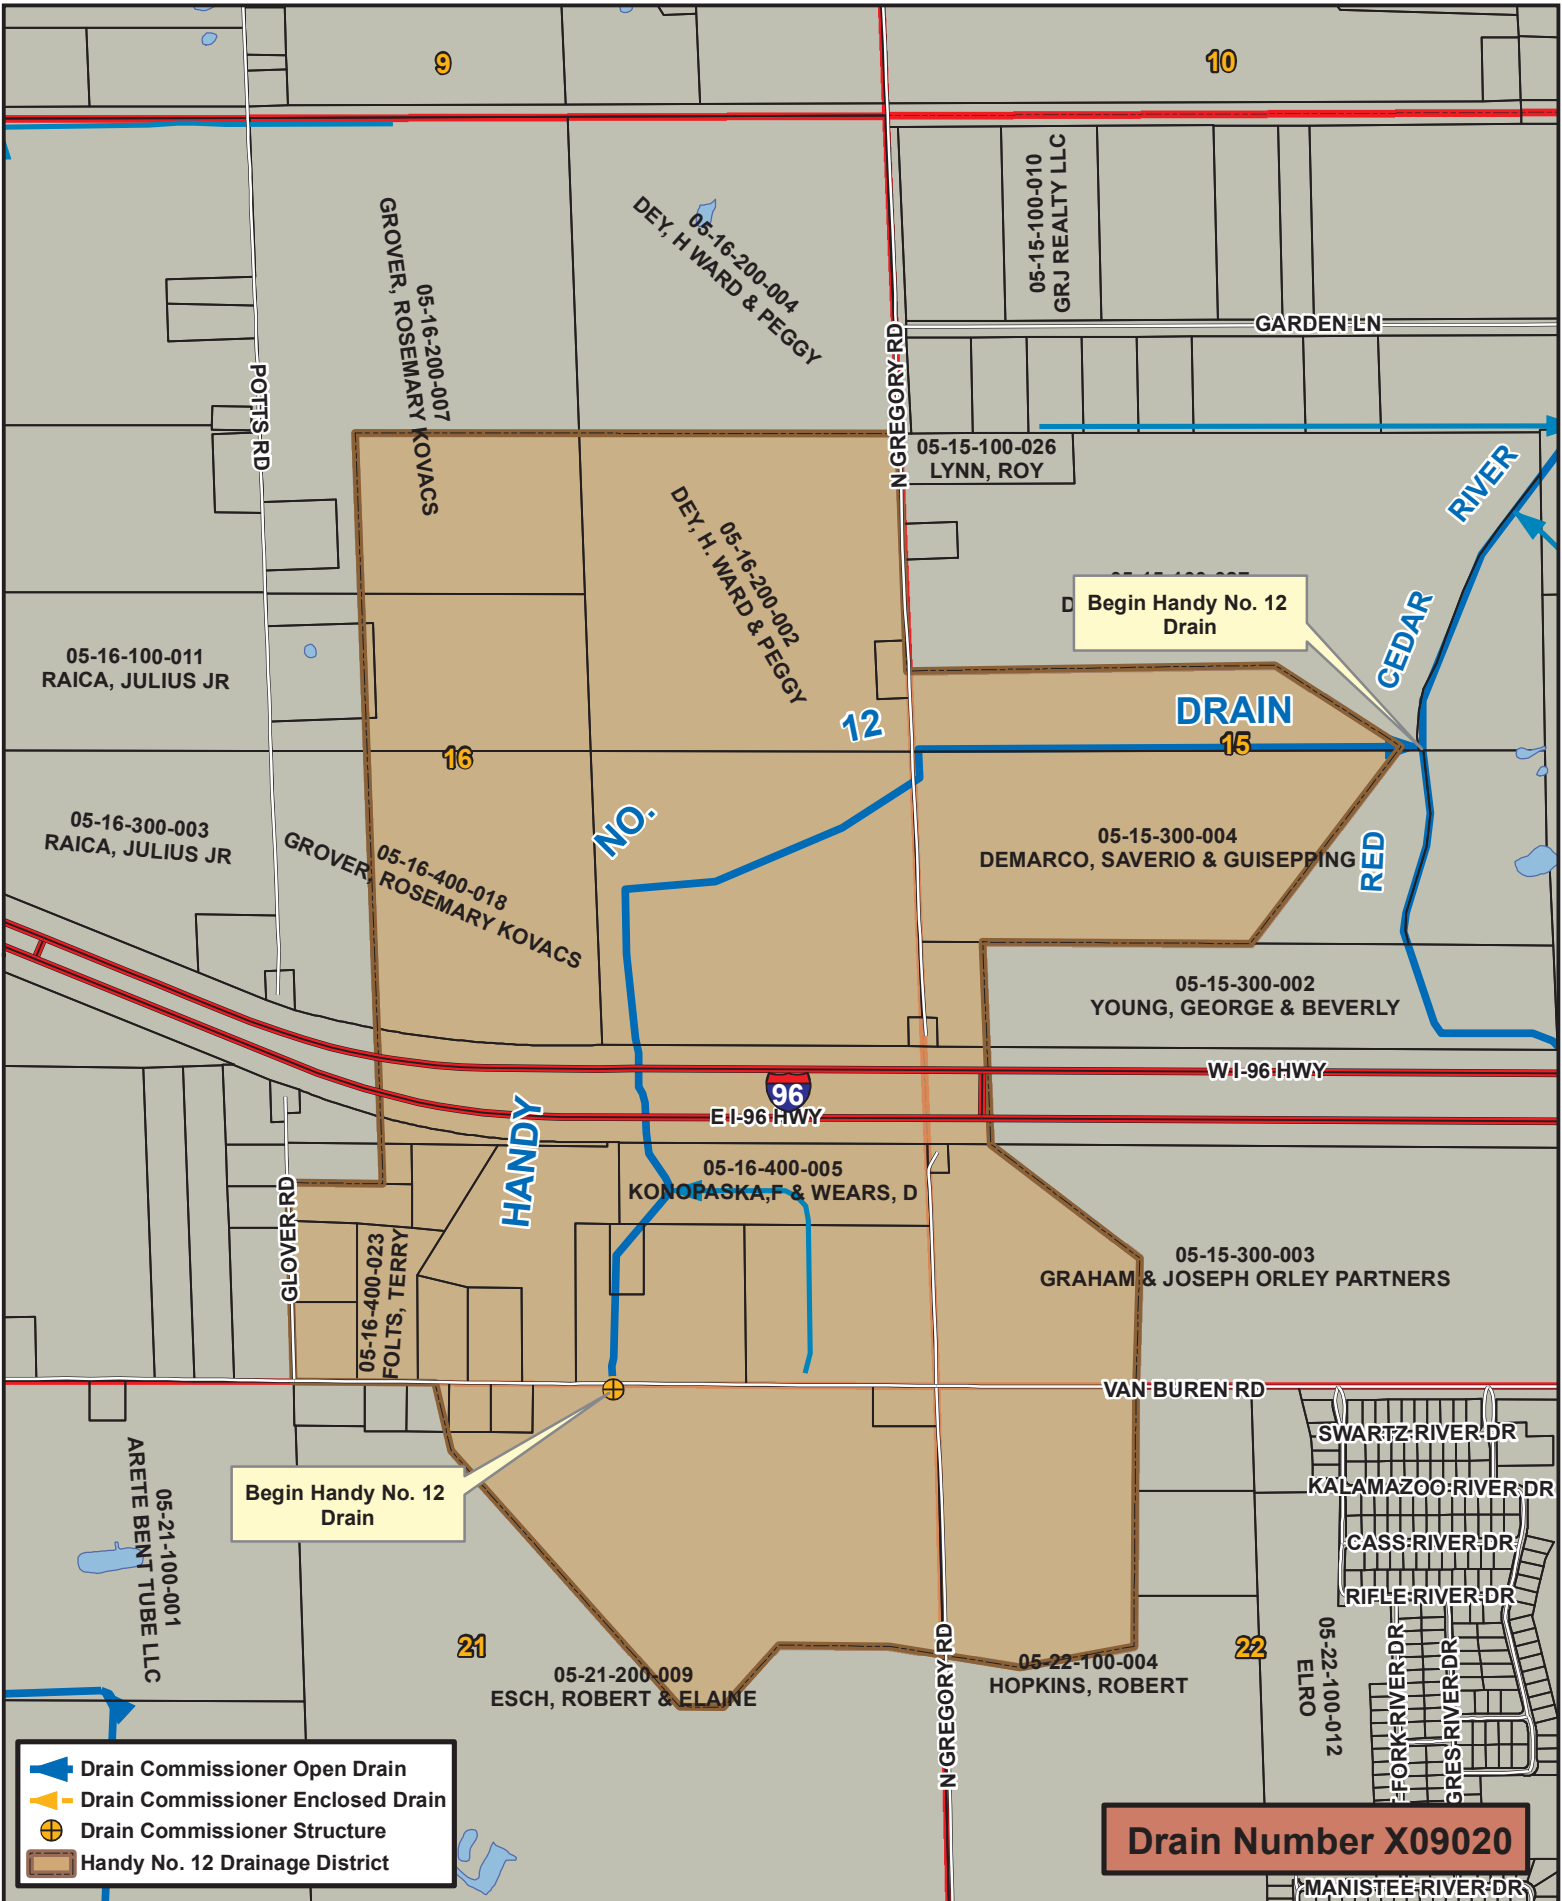 9
10
05-15-100-010
GRJ REALTY LLC
05-16-200-004
DEY, H WARD & PEGGY
05-16-200-007
GROVER, ROSEMARY KOVACS
GARDEN LN
POTTS RD
N GREGORY RD
05-15-100-026
LYNN, ROY
RIVER
05-16-200-002
DEY, H. WARD & PEGGY
Begin Handy No. 12
Drain
CEDAR
05-16-100-011
RAICA, JULIUS JR
DRAIN
12
15
16
NO.
05-16-300-003
RAICA, JULIUS JR
05-15-300-004
DEMARCO, SAVERIO & GUISEPPING
RED
05-16-400-018
GROVER, ROSEMARY KOVACS
05-15-300-002
YOUNG, GEORGE & BEVERLY
W I-96 HWY
96
E I-96 HWY
HANDY
05-16-400-005
KONOPASKA,F & WEARS, D
GLOVER RD
05-16-400-023
FOLTS, TERRY
05-15-300-003
GRAHAM & JOSEPH ORLEY PARTNERS
VAN BUREN RD
SWARTZ RIVER DR
KALAMAZOO RIVER DR
CASS RIVER DR
RIFLE RIVER DR
05-21-100-001
ARETE BENT TUBE LLC
Begin Handy No. 12
Drain
21
22
05-21-200-009
ESCH, ROBERT & ELAINE
N GREGORY RD
05-22-100-004
HOPKINS, ROBERT
05-22-100-012
ELRO
FORK RIVER DR
GRES RIVER DR
Drain Commissioner Open Drain
Drain Commissioner Enclosed Drain
Drain Commissioner Structure
Handy No. 12 Drainage District
Drain Number X09020
MANISTEE RIVER DR